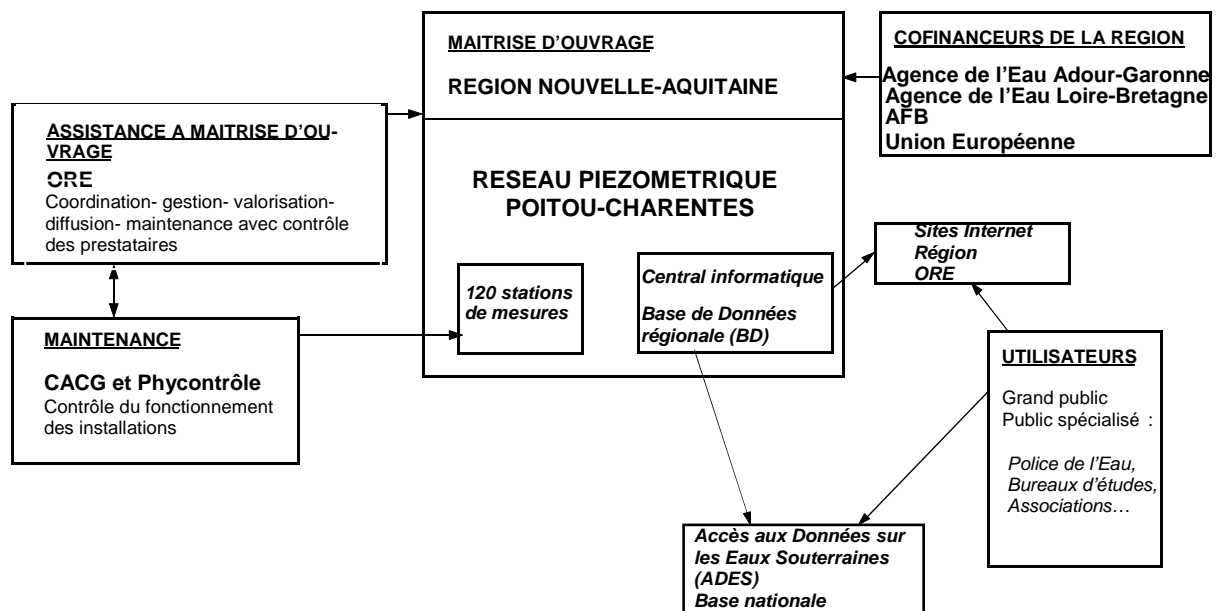 MAITRISE D'OUVRAGE
REGION NOUVELLE-AQUITAINE
COFINANCEURS DE LA REGION
Agence de l'Eau Adour-Garonne
Agence de l'Eau Loire-Bretagne
AFB
Union Européenne
ASSISTANCE A MAITRISE D'OU-
VRAGE
ORE
Coordination- gestion- valorisation-
diffusion- maintenance avec contrôle
des prestataires
RESEAU PIEZOMETRIQUE
POITOU-CHARENTES
Sites Internet
Région
ORE
120 stations
de mesures
Central informatique
Base de Données
régionale (BD)
MAINTENANCE
CACG et Phycontrôle
Contrôle du fonctionnement
des installations
UTILISATEURS
Grand public
Public spécialisé :
Police de l'Eau,
Bureaux d'études,
Associations…
Accès aux Données sur
les Eaux Souterraines
(ADES)
Base nationale